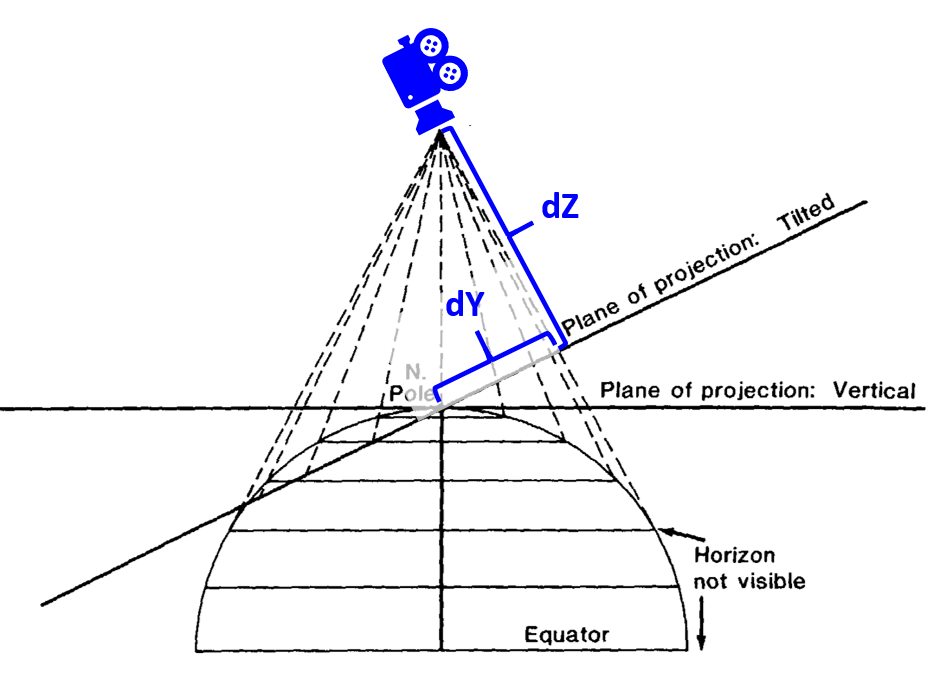 dZ
Plane of projection: Tilted
dY
N.
Pole
Plane of projection: Vertical
Horizon
not visible
Equator